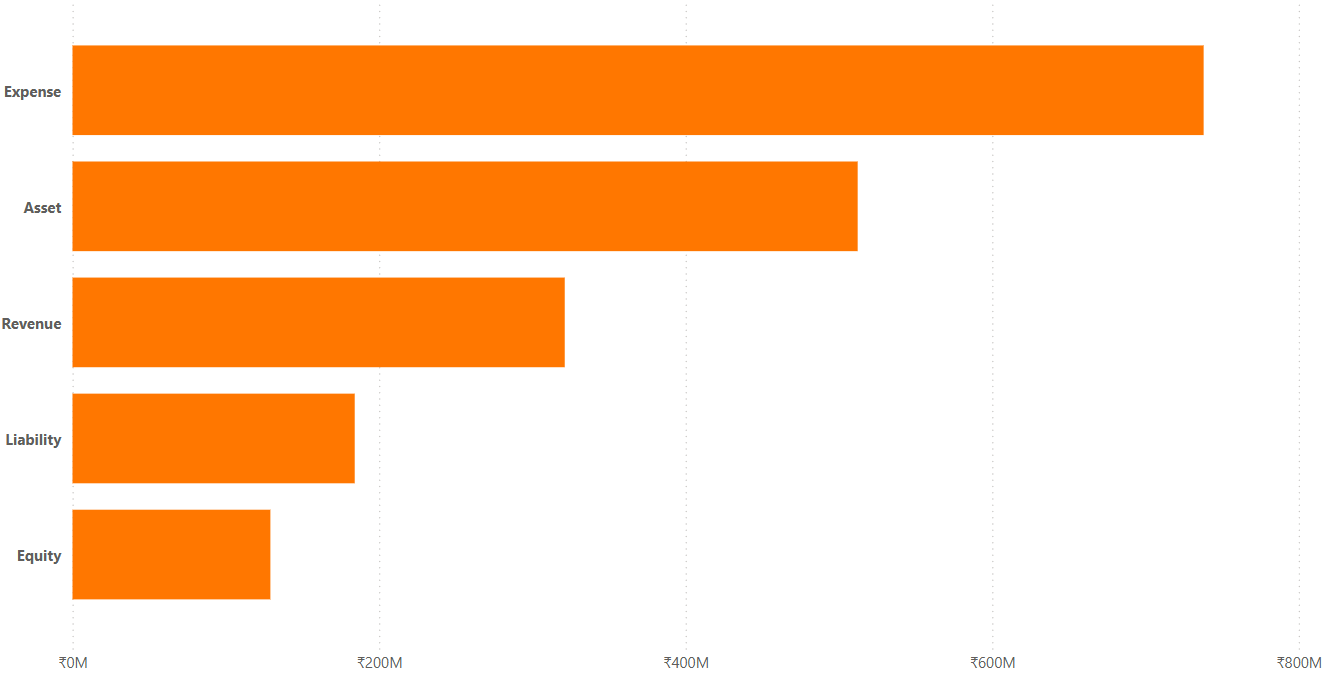 Expense
Asset
Revenue
Liability
Equity
₹0M ₹200M ₹400M ₹600M ₹800M